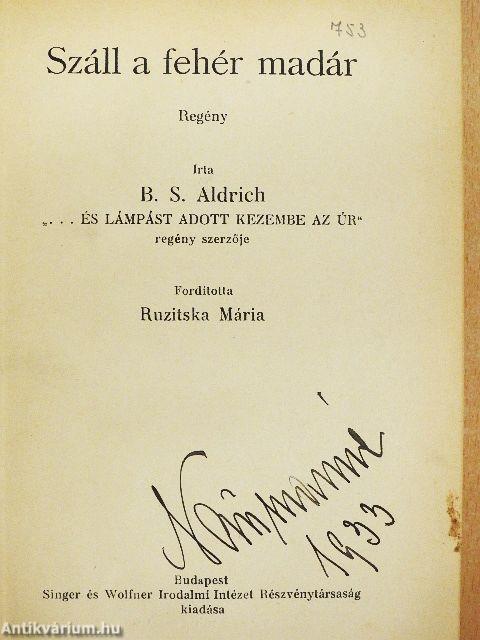 753
Száll a fehér madár
Regény
Irta
B. S. Aldrich
„. . . ÉS LÁMPÁST ADOTT KEZEMBE AZ ÚR“
regény szerzője
Forditotta
Ruzitska Mária
1933
Budapest
Singer és Wolfner Irodalmi Intézet Részvénytársaság
kiadása
Antikvárium.hu